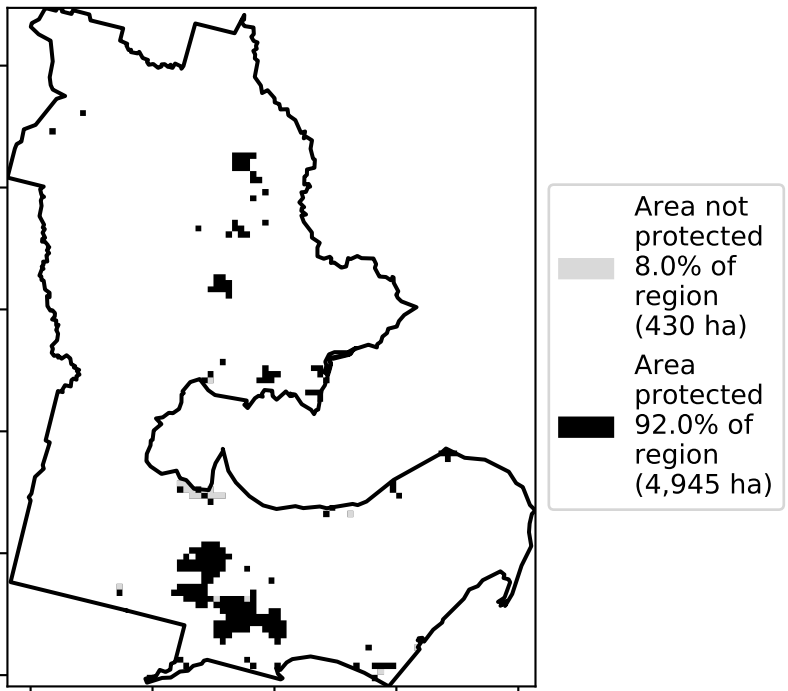 Area not
protected
8.0% of
region
(430 ha)
Area
protected
92.0% of
region
(4,945 ha)